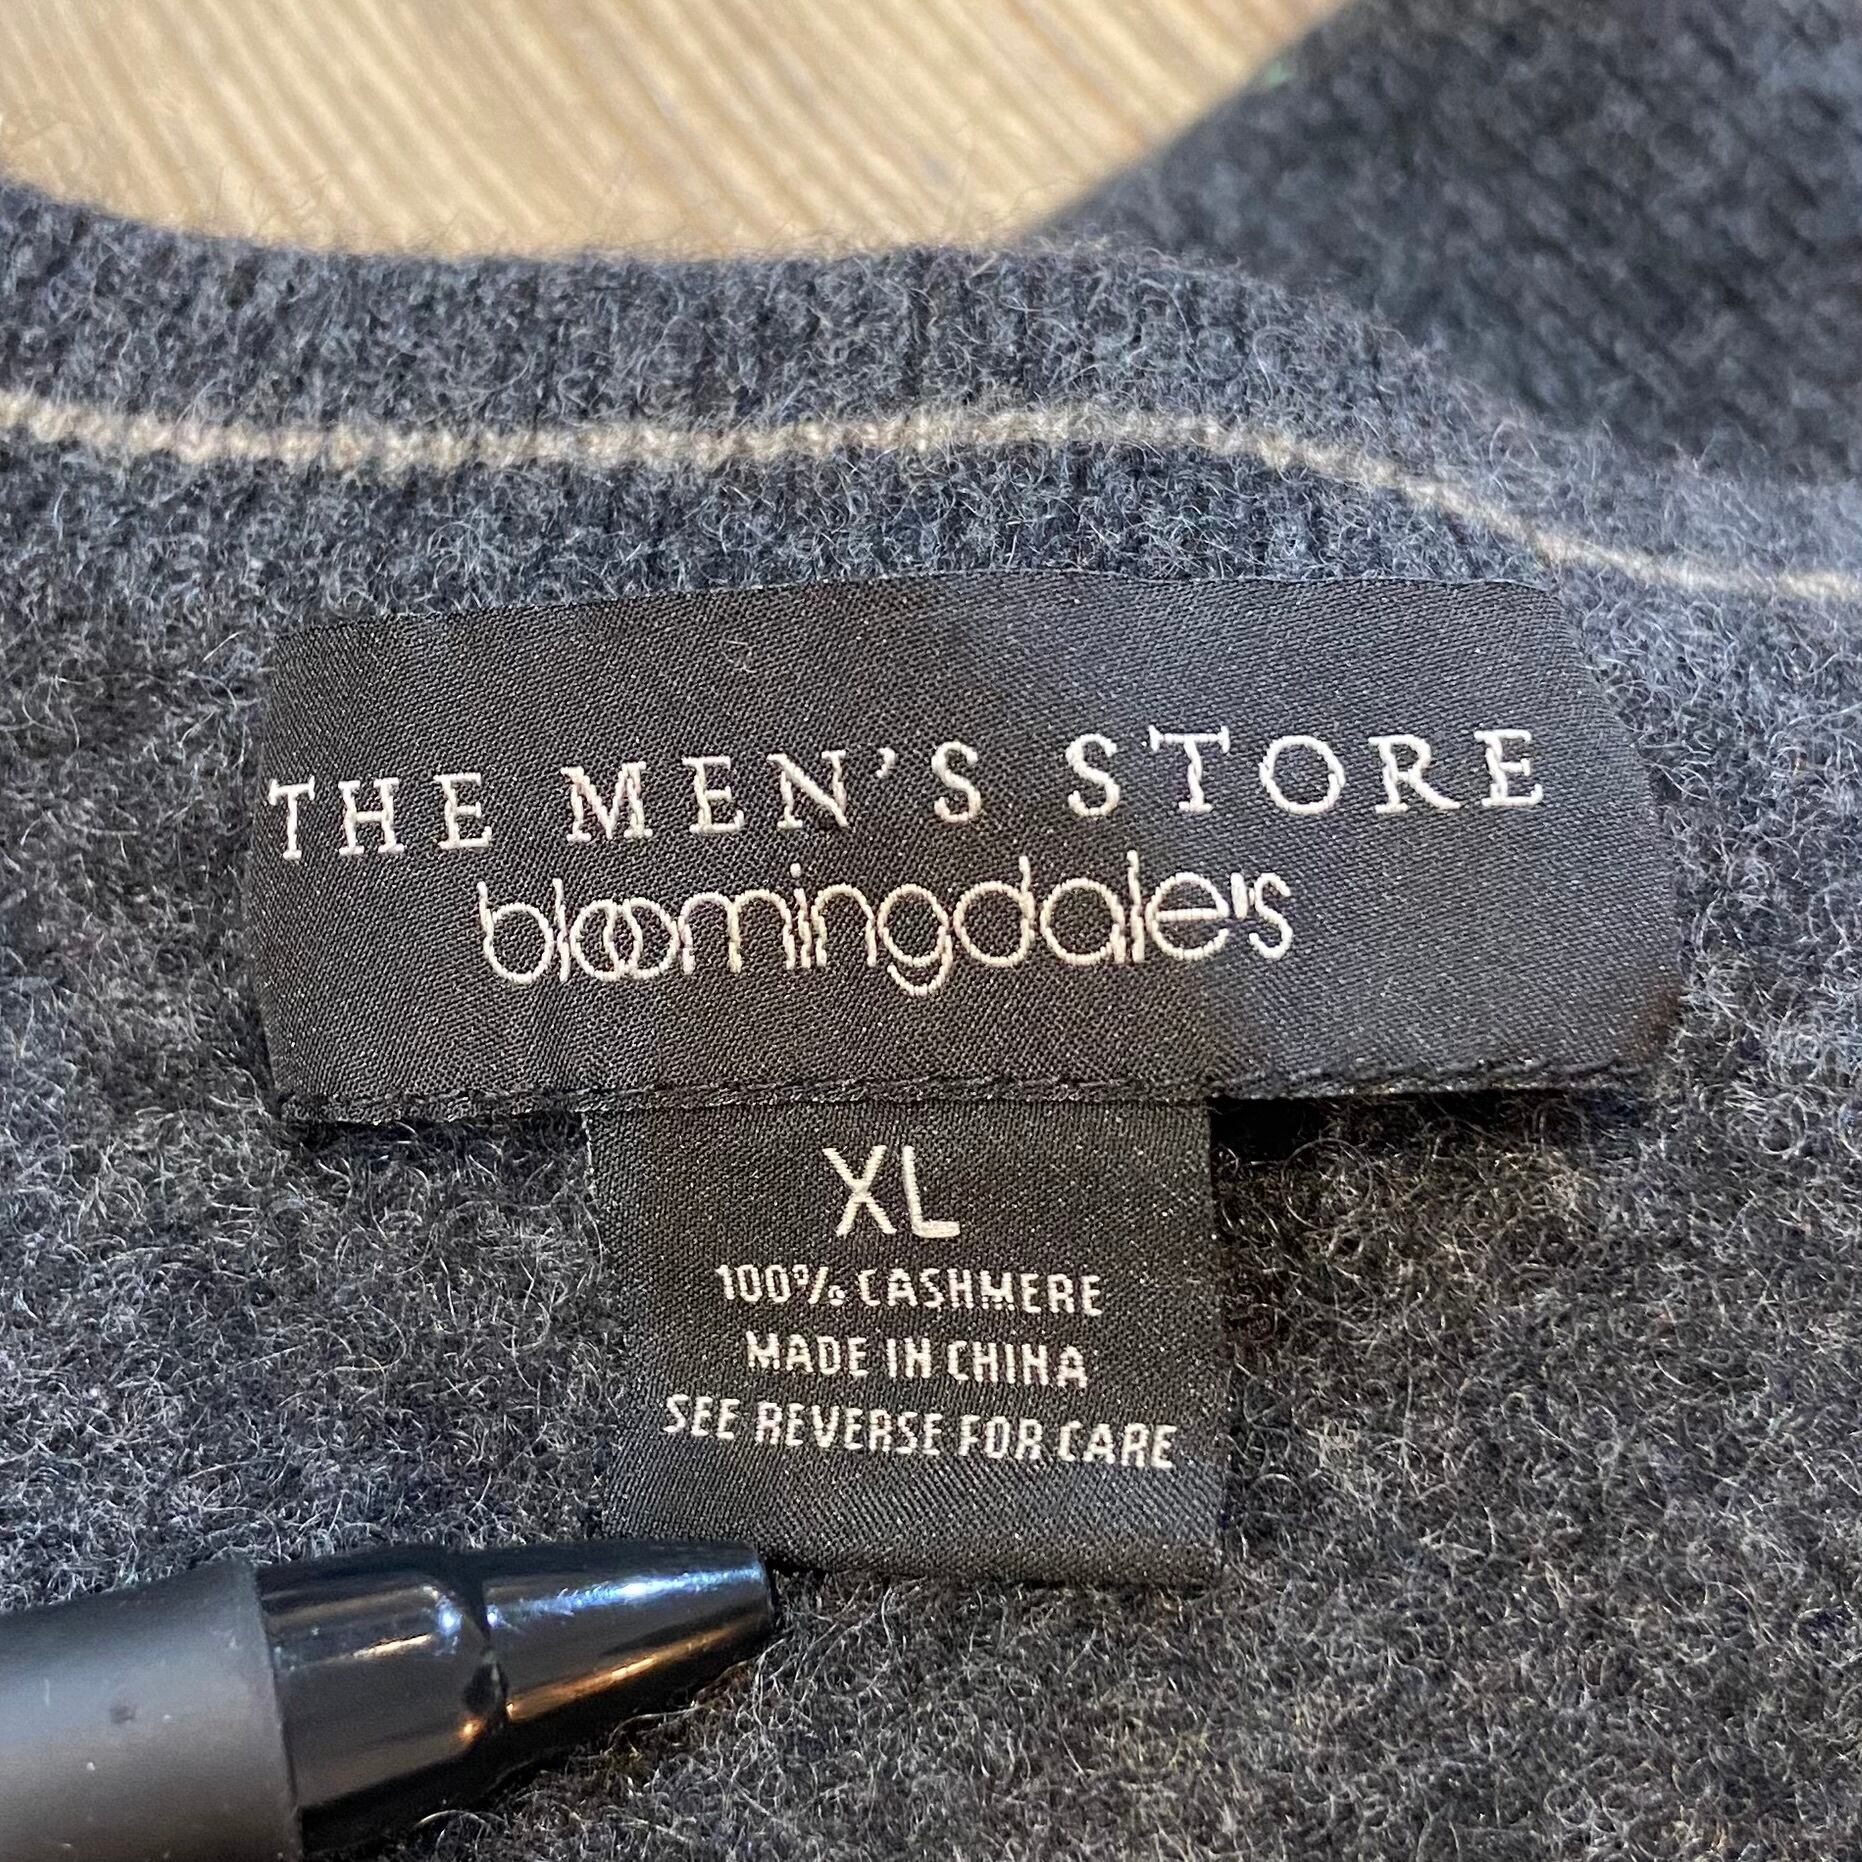 THE MEN'S STORE
bloomingdale's
XL
100% CASHMERE
MADE IN CHINA
SEE REVERSE FOR CARE